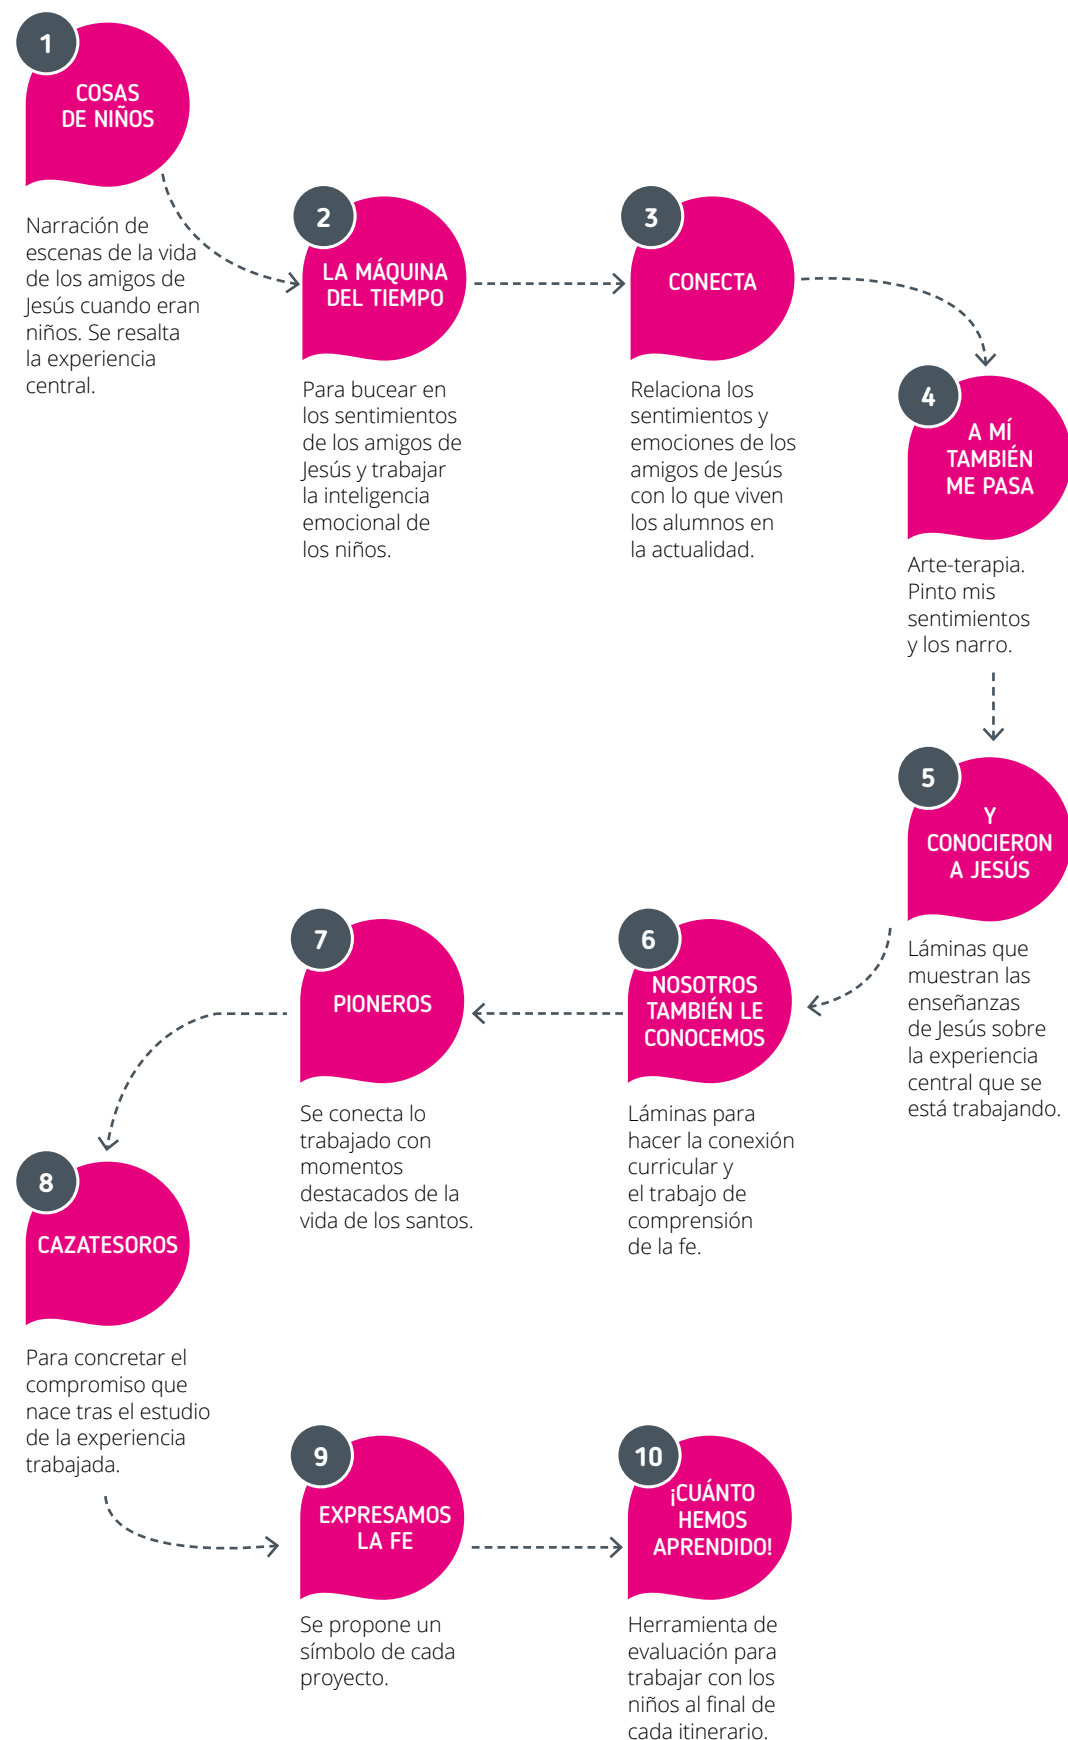 1
COSAS
DE NIÑOS
Narración de
escenas de la vida
de los amigos de
Jesús cuando eran
niños. Se resalta
la experiencia
central.
2
LA MÁQUINA
DEL TIEMPO
Para bucear en
los sentimientos
de los amigos de
Jesús y trabajar
la inteligencia
emocional de
los niños.
3
CONECTA
Relaciona los
sentimientos y
emociones de los
amigos de Jesús
con lo que viven
los alumnos en
la actualidad.
4
A MÍ
TAMBIÉN
ME PASA
Arte-terapia.
Pinto mis
sentimientos
y los narro.
5
Y
CONOCIERON
A JESÚS
Láminas que
muestran las
enseñanzas
de Jesús sobre
la experiencia
central que se
está trabajando.
6
NOSOTROS
TAMBIÉN LE
CONOCEMOS
Láminas para
hacer la conexión
curricular y
el trabajo de
comprensión
de la fe.
7
PIONEROS
Se conecta lo
trabajado con
momentos
destacados de la
vida de los santos.
8
CAZATESOROS
Para concretar el
compromiso que
nace tras el estudio
de la experiencia
trabajada.
9
EXPRESAMOS
LA FE
Se propone un
símbolo de cada
proyecto.
10
¡CUÁNTO
HEMOS
APRENDIDO!
Herramienta de
evaluación para
trabajar con los
niños al final de
cada itinerario.